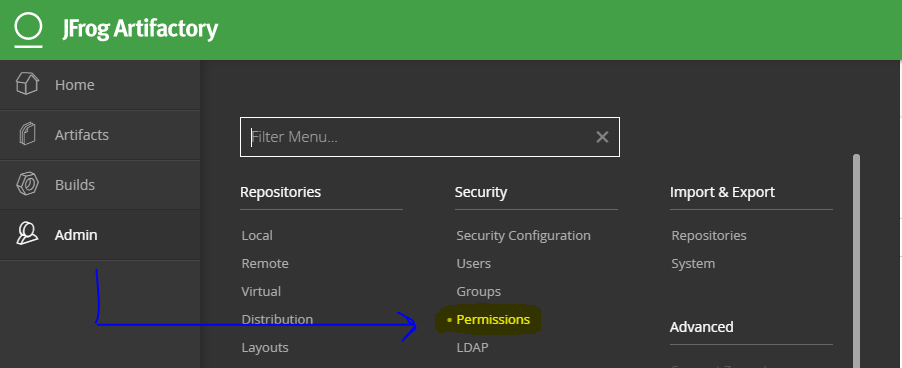 JFrog Artifactory
Home
Artifacts
Builds
Admin
Filter Menu...
Repositories
Local
Remote
Virtual
Distribution
Layouts
Security
Security Configuration
Users
Groups
Permissions
LDAP
Import & Export
Repositories
System
Advanced